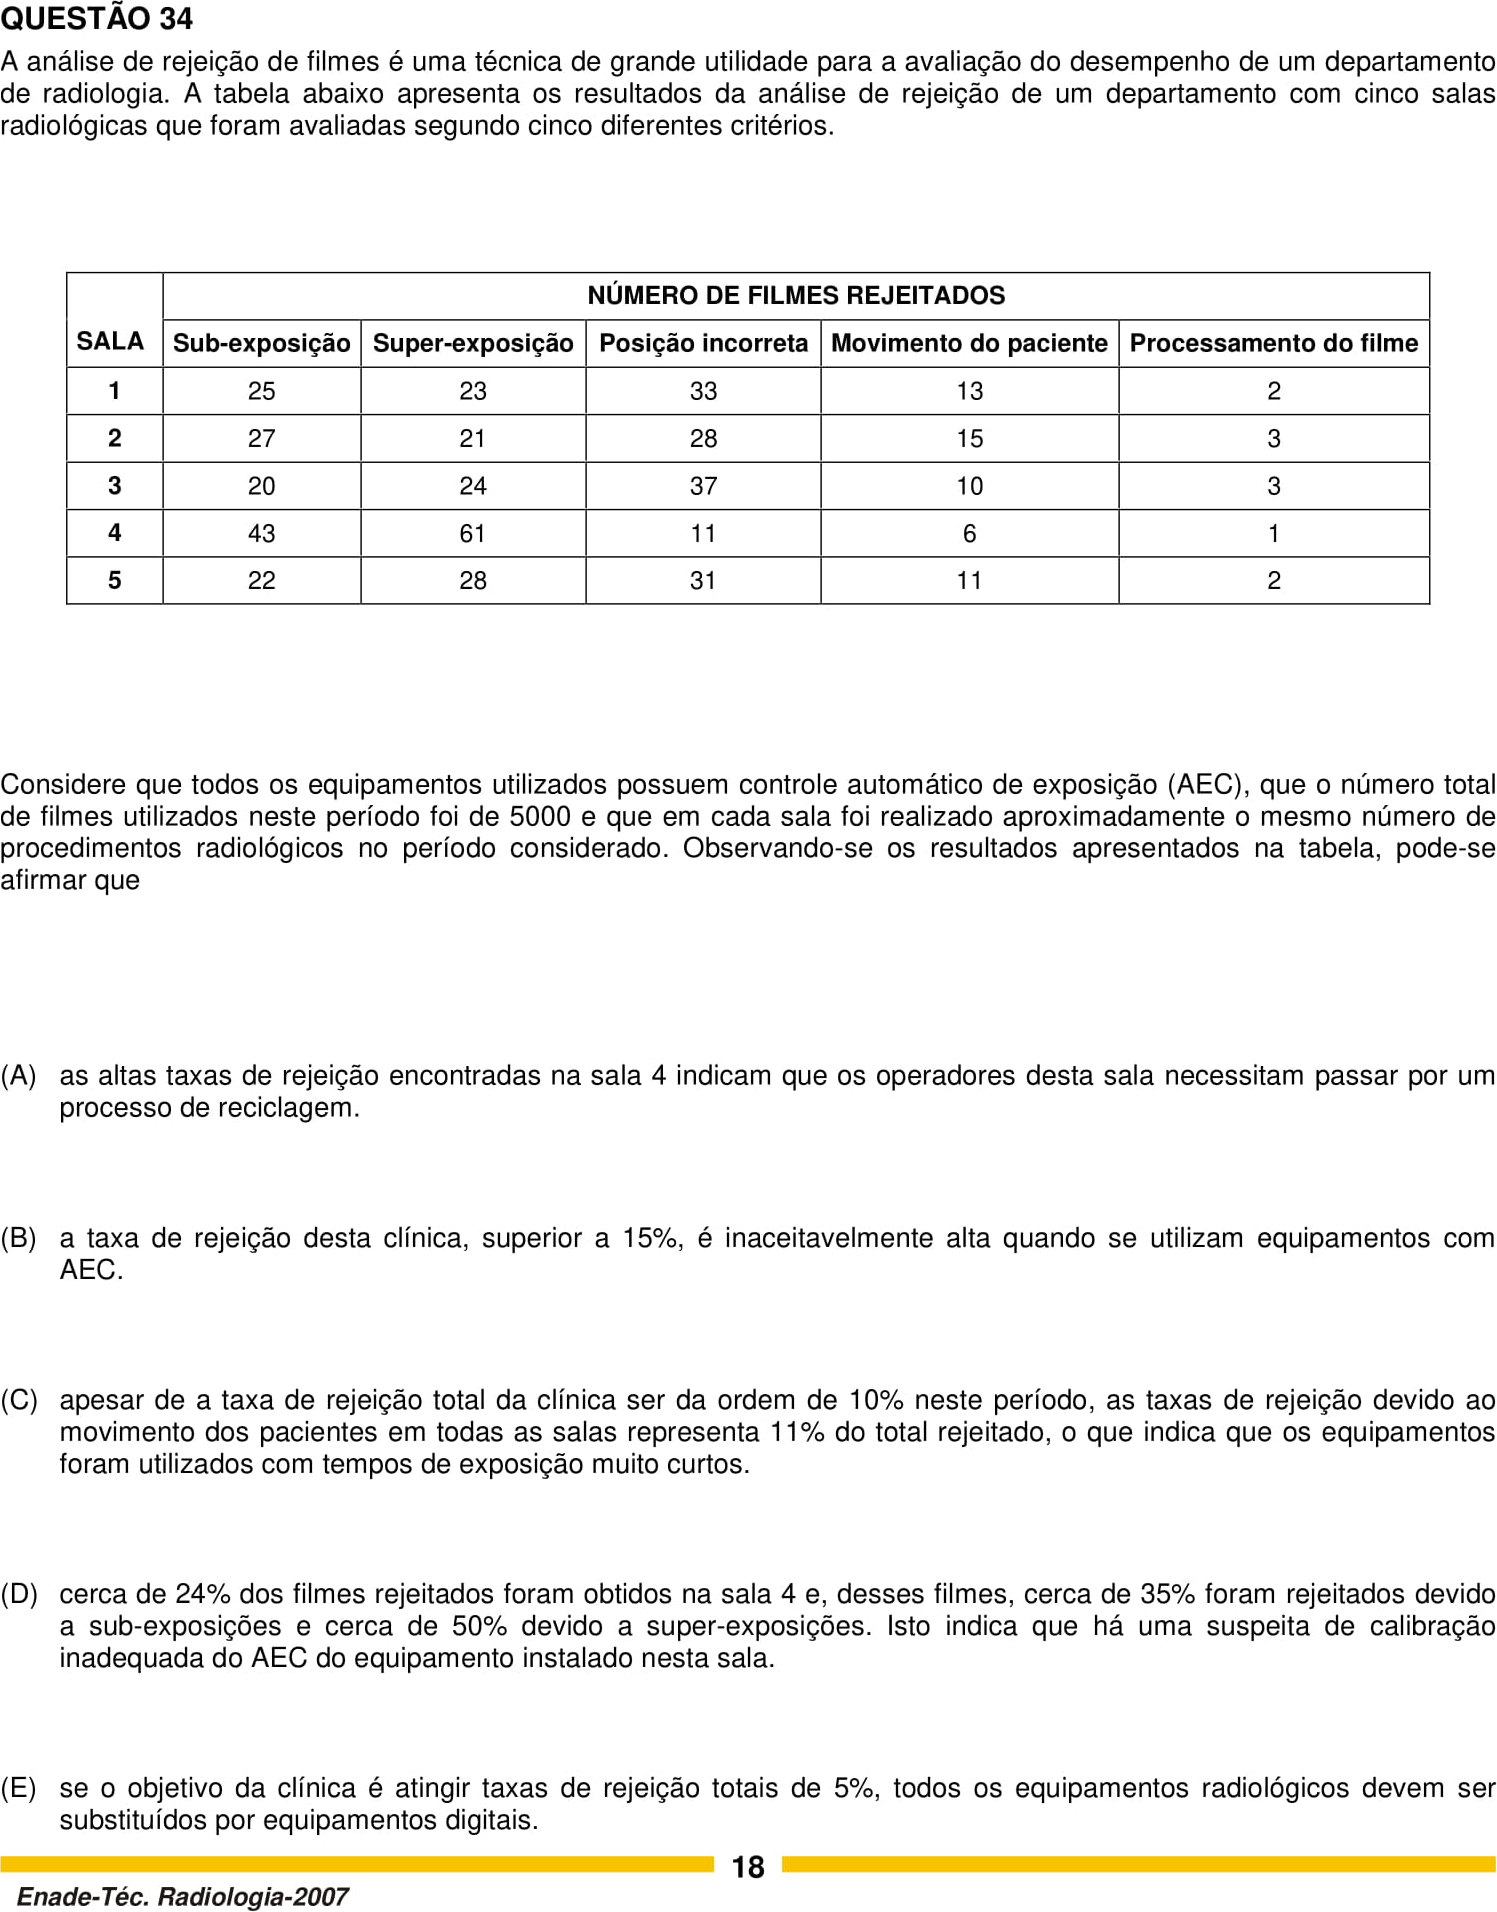 QUESTÃO 34
A análise de rejeição de filmes é uma técnica de grande utilidade para a avaliação do desempenho de um departamento
de radiologia. A tabela abaixo apresenta os resultados da análise de rejeição de um departamento com cinco salas
radiológicas que foram avaliadas segundo cinco diferentes critérios.
NÚMERO DE FILMES REJEITADOS
SALA Sub-exposição Super-exposição Posição incorreta Movimento do paciente Processamento do filme
1 25 23 33 13 2
2 27 21 28 15 3
3 20 24 37 10 3
4 43 61 11 6 1
5 22 28 31 11 2
Considere que todos os equipamentos utilizados possuem controle automático de exposição (AEC), que o número total
de filmes utilizados neste período foi de 5000 e que em cada sala foi realizado aproximadamente o mesmo número de
procedimentos radiológicos no período considerado. Observando-se os resultados apresentados na tabela, pode-se
afirmar que
(A) as altas taxas de rejeição encontradas na sala 4 indicam que os operadores desta sala necessitam passar por um
processo de reciclagem.
(B) a taxa de rejeição desta clínica, superior a 15%, é inaceitavelmente alta quando se utilizam equipamentos com
AEC.
(C) apesar de a taxa de rejeição total da clínica ser da ordem de 10% neste período, as taxas de rejeição devido ao
movimento dos pacientes em todas as salas representa 11% do total rejeitado, o que indica que os equipamentos
foram utilizados com tempos de exposição muito curtos.
(D) cerca de 24% dos filmes rejeitados foram obtidos na sala 4 e, desses filmes, cerca de 35% foram rejeitados devido
a sub-exposições e cerca de 50% devido a super-exposições. Isto indica que há uma suspeita de calibração
inadequada do AEC do equipamento instalado nesta sala.
(E) se o objetivo da clínica é atingir taxas de rejeição totais de 5%, todos os equipamentos radiológicos devem ser
substituídos por equipamentos digitais.
18
Enade-Téc. Radiologia-2007